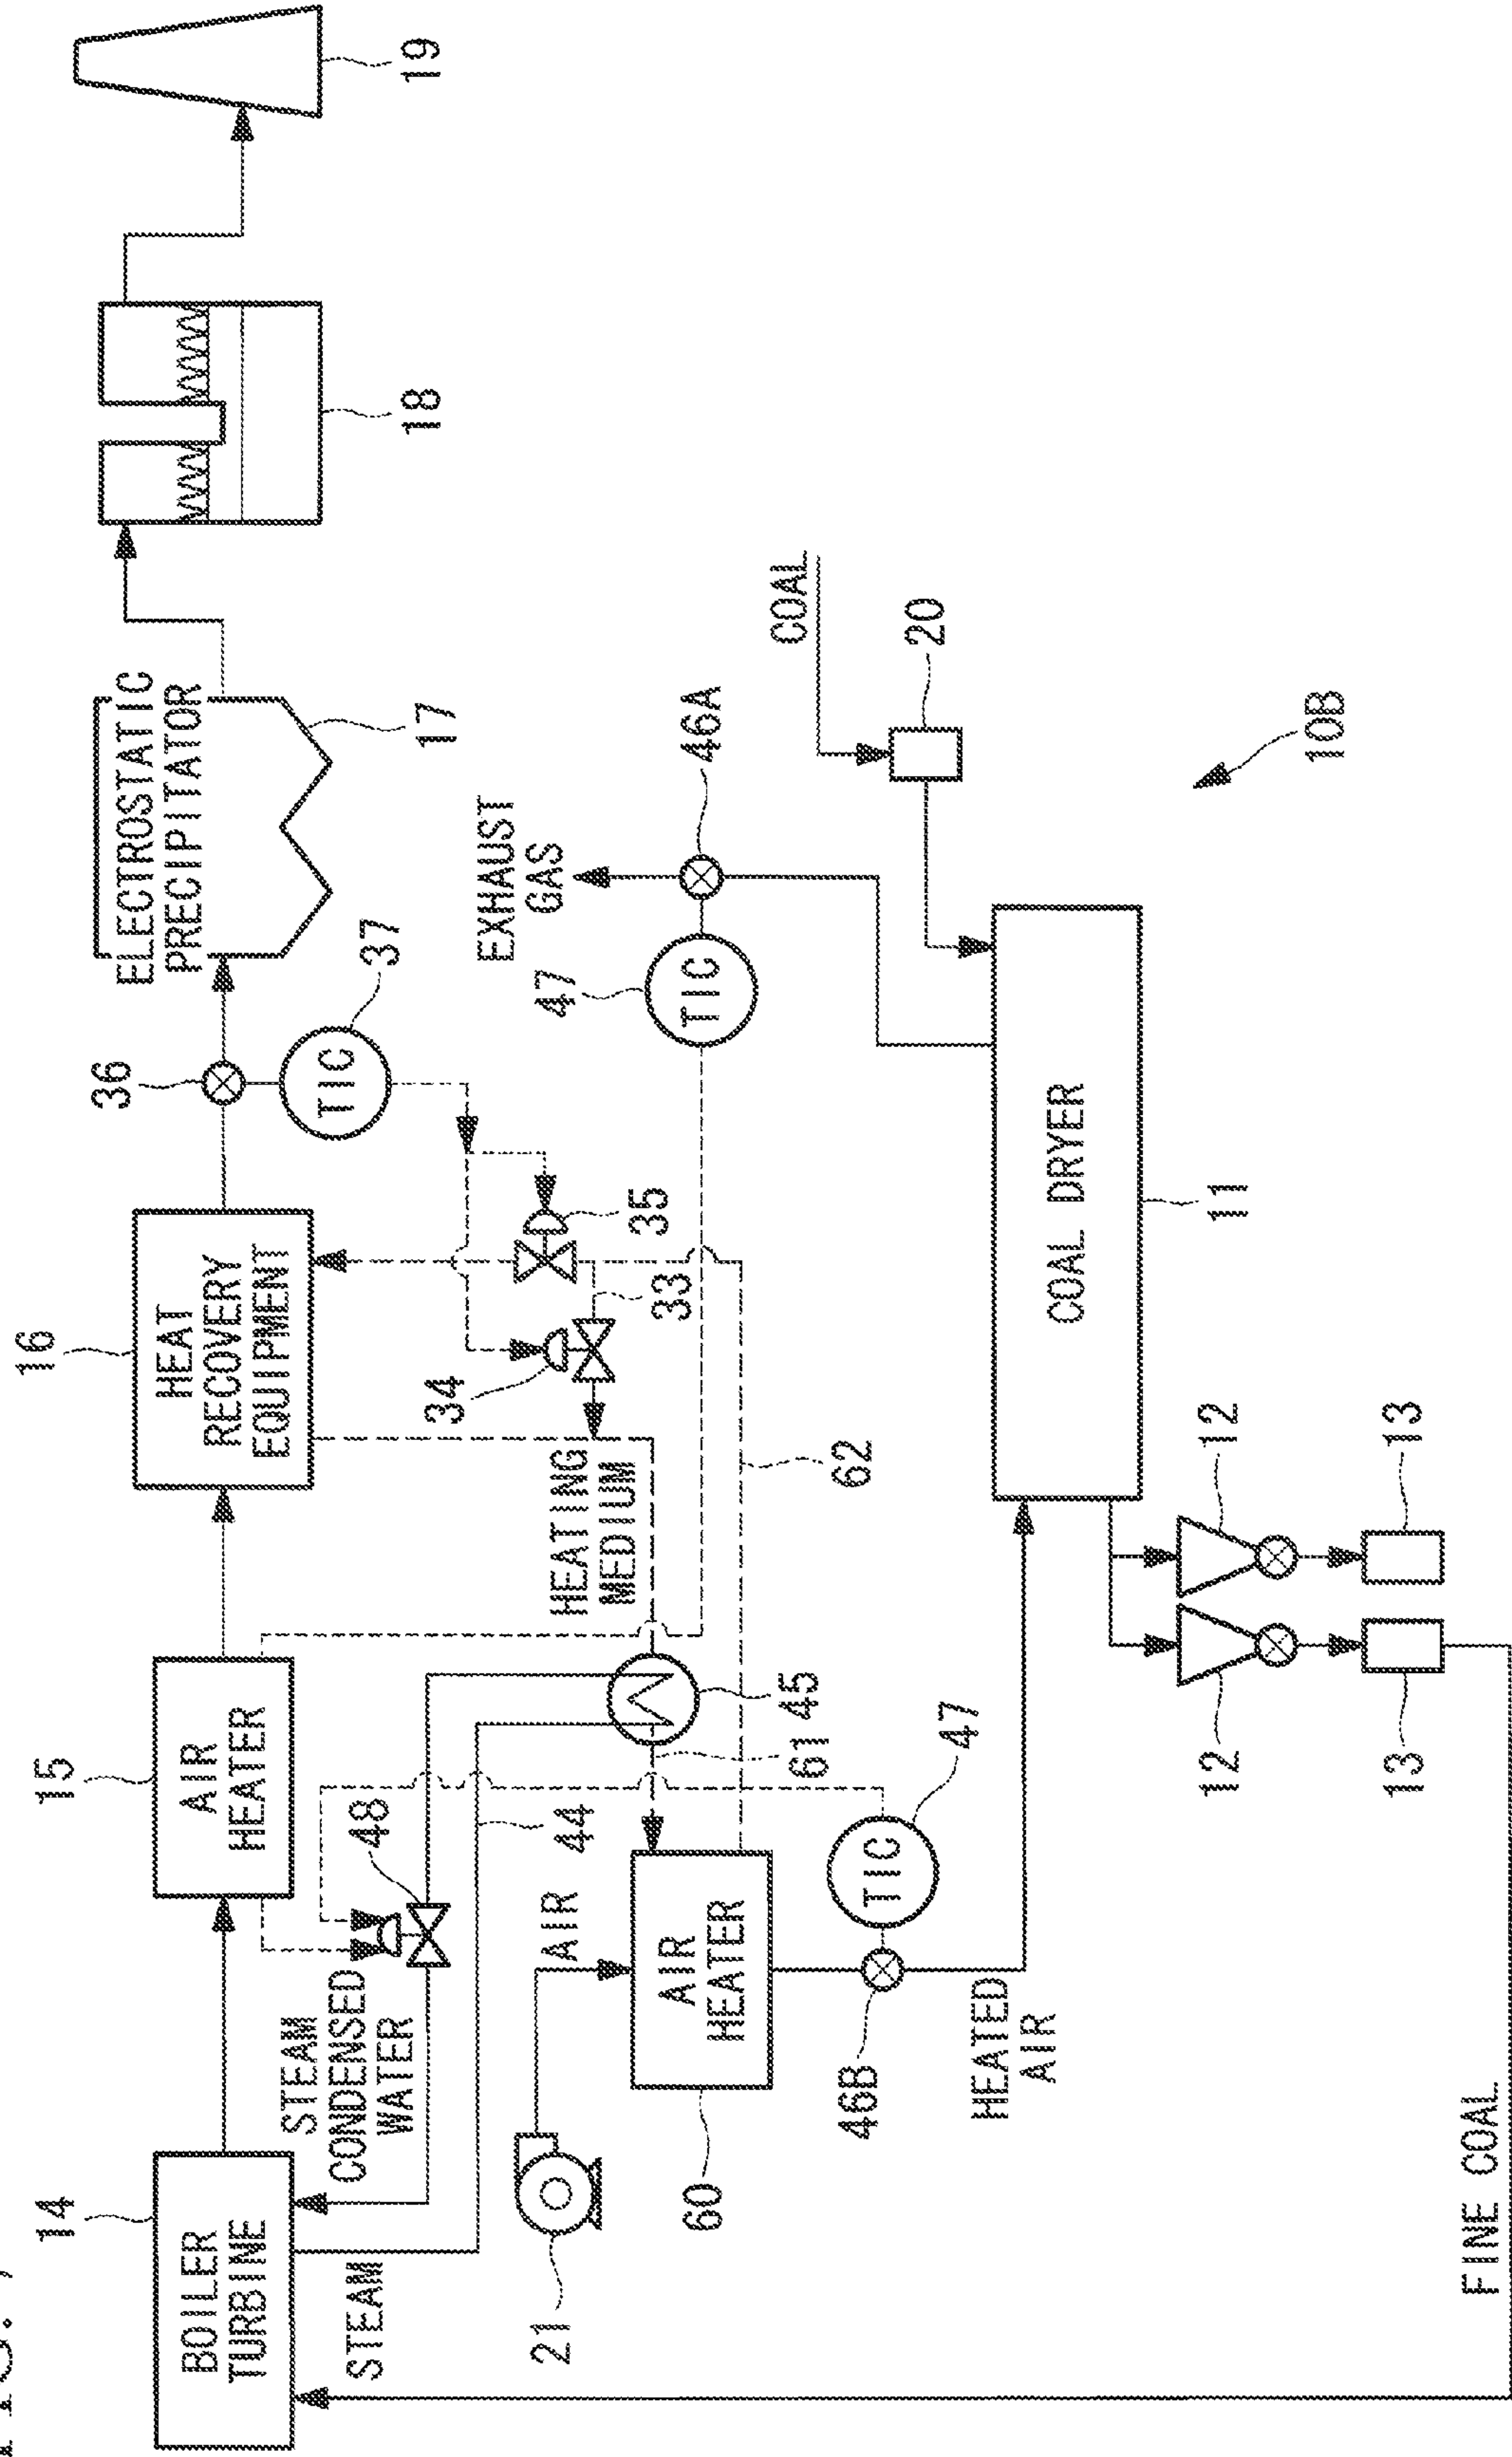 FIG. 7
14
BOILER
TURBINE
15
AIR
HEATER
16
HEAT
RECOVERY
EQUIPMENT
36
TIC
37
ELECTROSTATIC
PRECIPITATOR
17
18
19
STEAM
STEAM
CONDENSED
WATER
48
44
34
35
33
HEATING
MEDIUM
45
61
62
21
AIR
AIR
HEATER
60
46B
TIC
47
HEATED
AIR
EXHAUST
GAS
47
TIC
46A
COAL
20
COAL DRYER
11
10B
12
12
13
13
FINE COAL